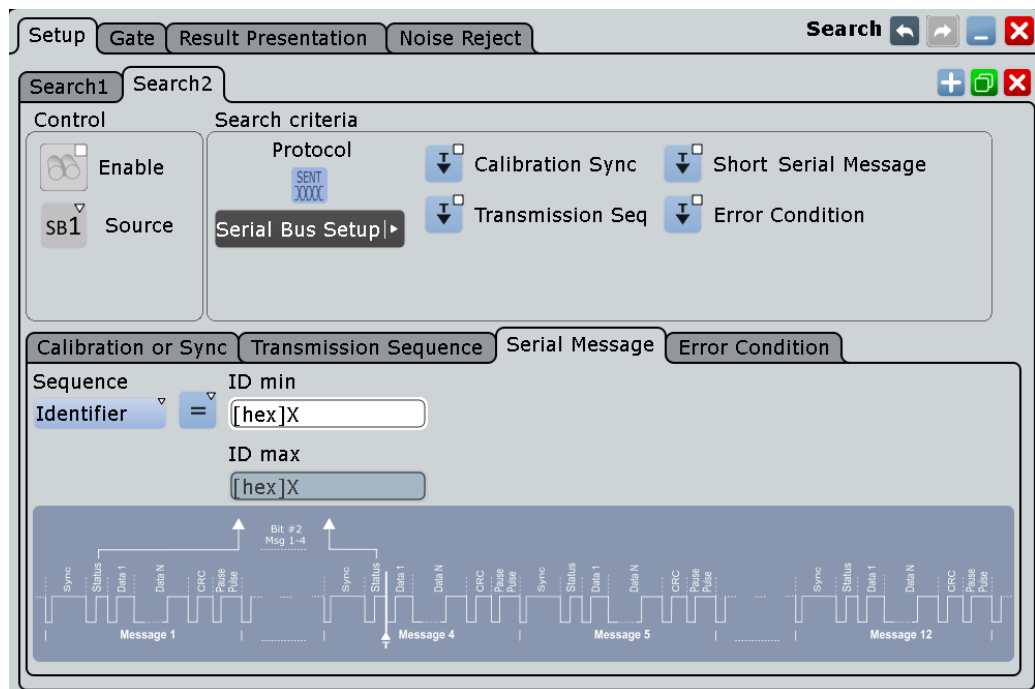 Setup Gate Result Presentation Noise Reject Search
Search1 Search2
Control Search criteria
Protocol
SENT
XXXX
Enable
Calibration Sync
Short Serial Message
SB1 Source
Serial Bus Setup
Transmission Seq
Error Condition
Calibration or Sync Transmission Sequence Serial Message Error Condition
Sequence ID min
Identifier = [hex]X
ID max
[hex]X
Bit #2
Msg 1-4
Sync Status Data 1 Data N CRC Pause Pulse Sync Status Data 1 Data N CRC Pause Pulse Sync Status Data 1 Data N CRC Pause Pulse Sync Status Data 1 Data N CRC Pause Pulse
Message 1 Message 4 Message 5 Message 12
T